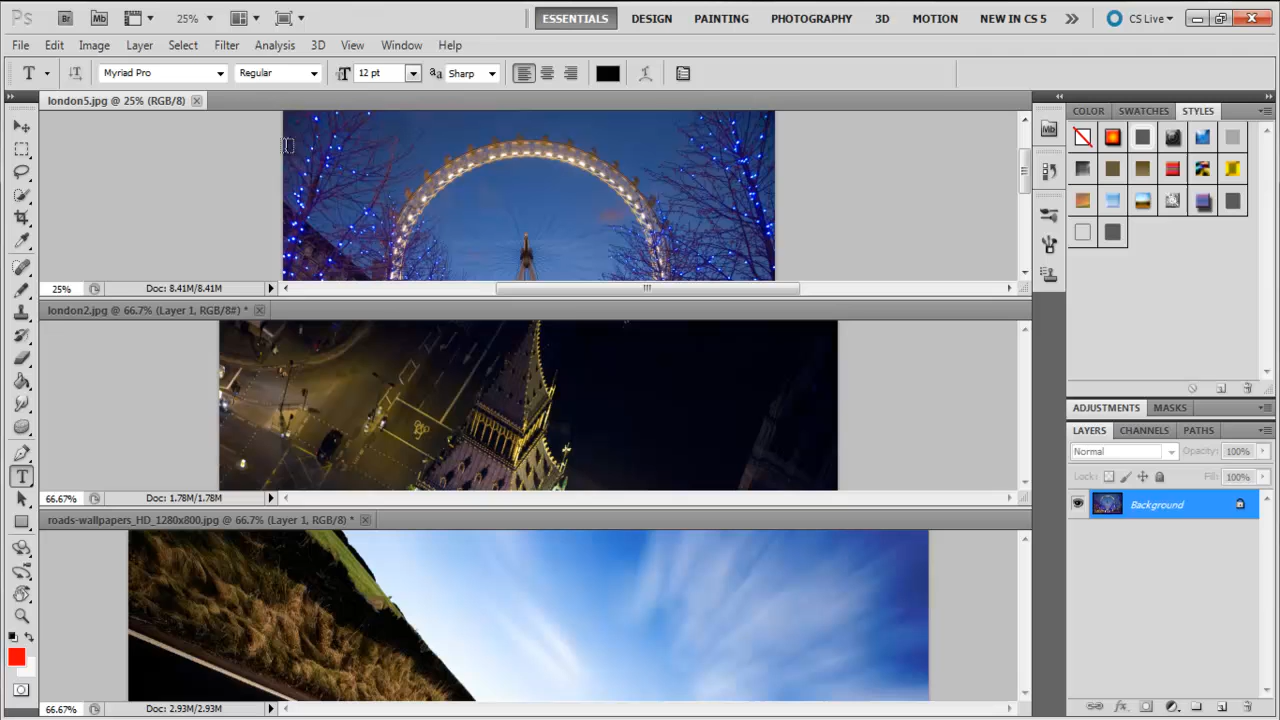 Ps Br Mb 25% ESSENTIALS DESIGN PAINTING PHOTOGRAPHY 3D MOTION NEW IN CS 5 CS Live
File Edit Image Layer Select Filter Analysis 3D View Window Help
T T Myriad Pro Regular T 12 pt aa Sharp
london5.jpg @ 25% (RGB/8)
COLOR SWATCHES STYLES
Mb
25% Doc: 8.41M/8.41M
london2.jpg @ 66.7% (Layer 1, RGB/8#) *
ADJUSTMENTS MASKS
LAYERS CHANNELS PATHS
Normal Opacity: 100%
Lock: Fill: 100%
T
66.67% Doc: 1.78M/1.78M
Background
roads-wallpapers_HD_1280x800.jpg @ 66.7% (Layer 1, RGB/8) *
66.67% Doc: 2.93M/2.93M
fx